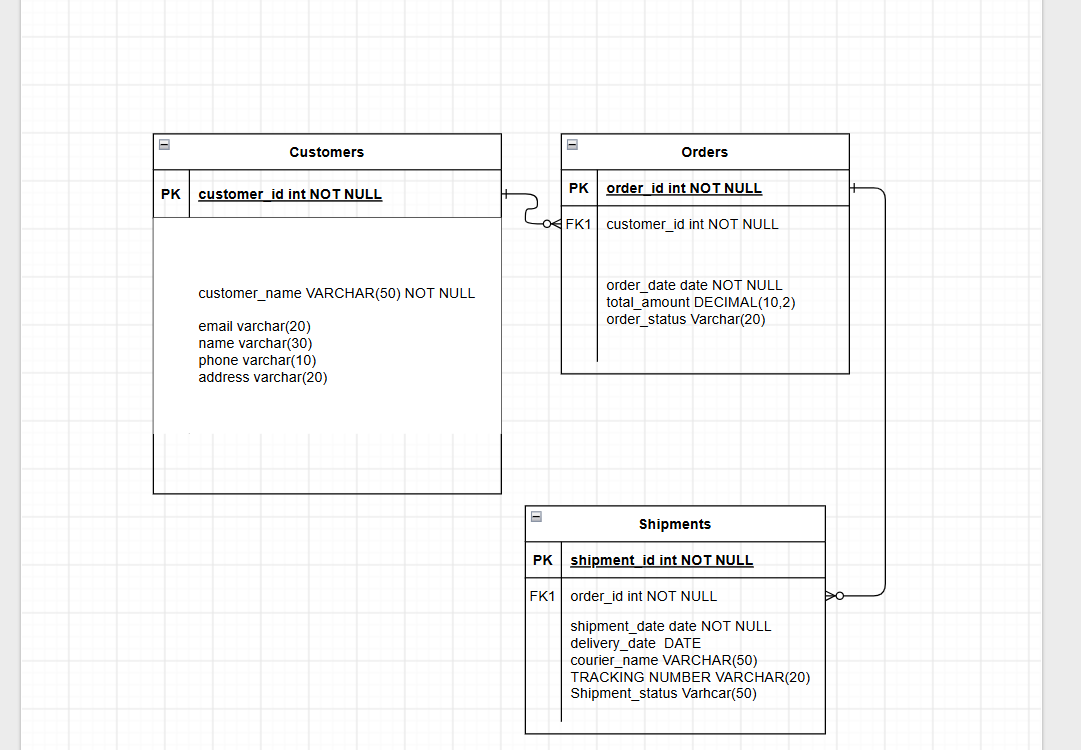 Customers
PK customer_id int NOT NULL
customer_name VARCHAR(50) NOT NULL
email varchar(20)
name varchar(30)
phone varchar(10)
address varchar(20)
Orders
PK order_id int NOT NULL
FK1 customer_id int NOT NULL
order_date date NOT NULL
total_amount DECIMAL(10,2)
order_status Varchar(20)
Shipments
PK shipment_id int NOT NULL
FK1 order_id int NOT NULL
shipment_date date NOT NULL
delivery_date  DATE
courier_name VARCHAR(50)
TRACKING NUMBER VARCHAR(20)
Shipment_status Varhcar(50)